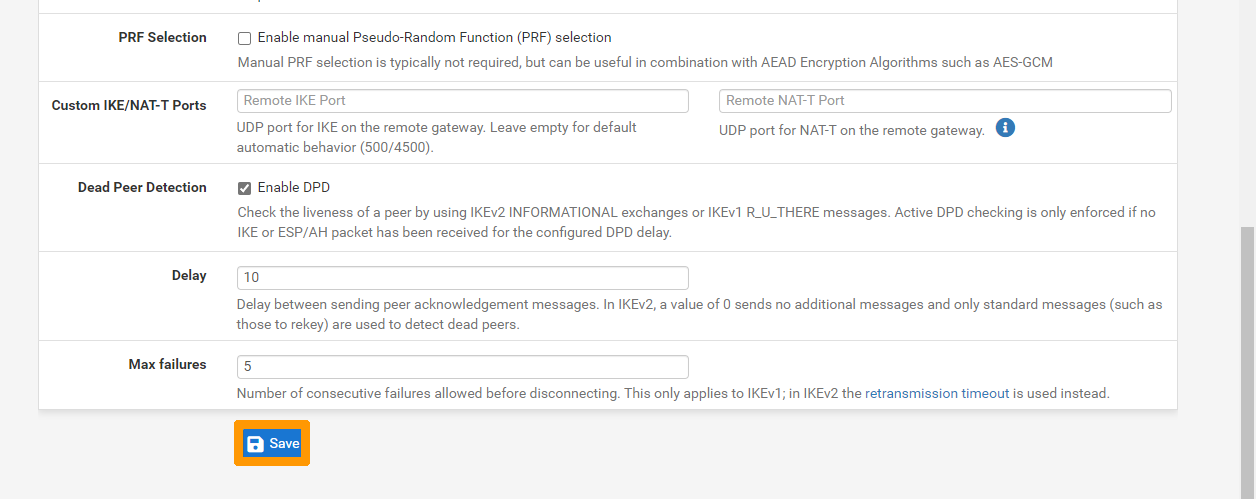 PRF Selection
Enable manual Pseudo-Random Function (PRF) selection
Manual PRF selection is typically not required, but can be useful in combination with AEAD Encryption Algorithms such as AES-GCM
Custom IKE/NAT-T Ports
Remote IKE Port
UDP port for IKE on the remote gateway. Leave empty for default
automatic behavior (500/4500).
Remote NAT-T Port
UDP port for NAT-T on the remote gateway.
Dead Peer Detection
Enable DPD
Check the liveness of a peer by using IKEv2 INFORMATIONAL exchanges or IKEv1 R_U_THERE messages. Active DPD checking is only enforced if no
IKE or ESP/AH packet has been received for the configured DPD delay.
Delay
10
Delay between sending peer acknowledgement messages. In IKEv2, a value of 0 sends no additional messages and only standard messages (such as
those to rekey) are used to detect dead peers.
Max failures
5
Number of consecutive failures allowed before disconnecting. This only applies to IKEv1; in IKEv2 the retransmission timeout is used instead.
Save